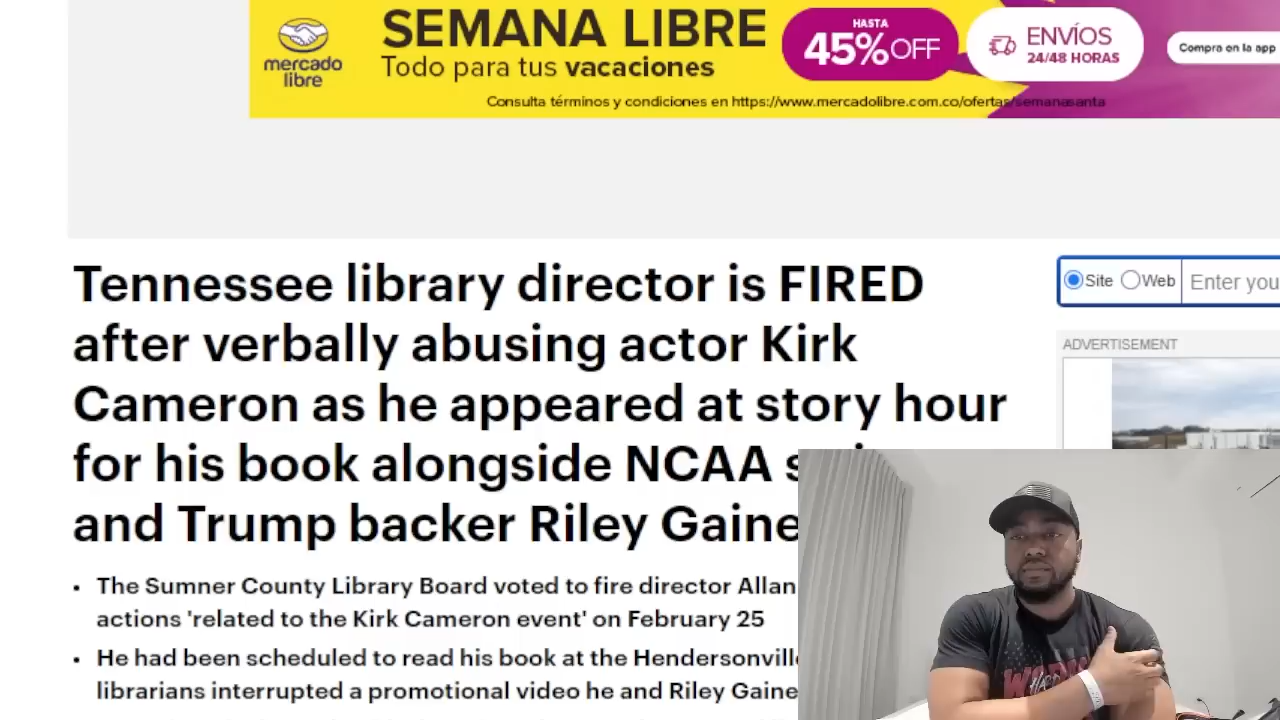 SEMANA LIBRE
Todo para tus vacaciones
mercado
libre
HASTA
45% OFF
ENVÍOS
24/48 HORAS
Compra en la app
Consulta términos y condiciones en https://www.mercadolibre.com.co/ofertas/semanasanta
Tennessee library director is FIRED
after verbally abusing actor Kirk
Cameron as he appeared at story hour
for his book alongside NCAA
and Trump backer Riley Gaine
Site Web Enter you
ADVERTISEMENT
• The Sumner County Library Board voted to fire director Allan
actions 'related to the Kirk Cameron event' on February 25
• He had been scheduled to read his book at the Hendersonville
librarians interrupted a promotional video he and Riley Gaine